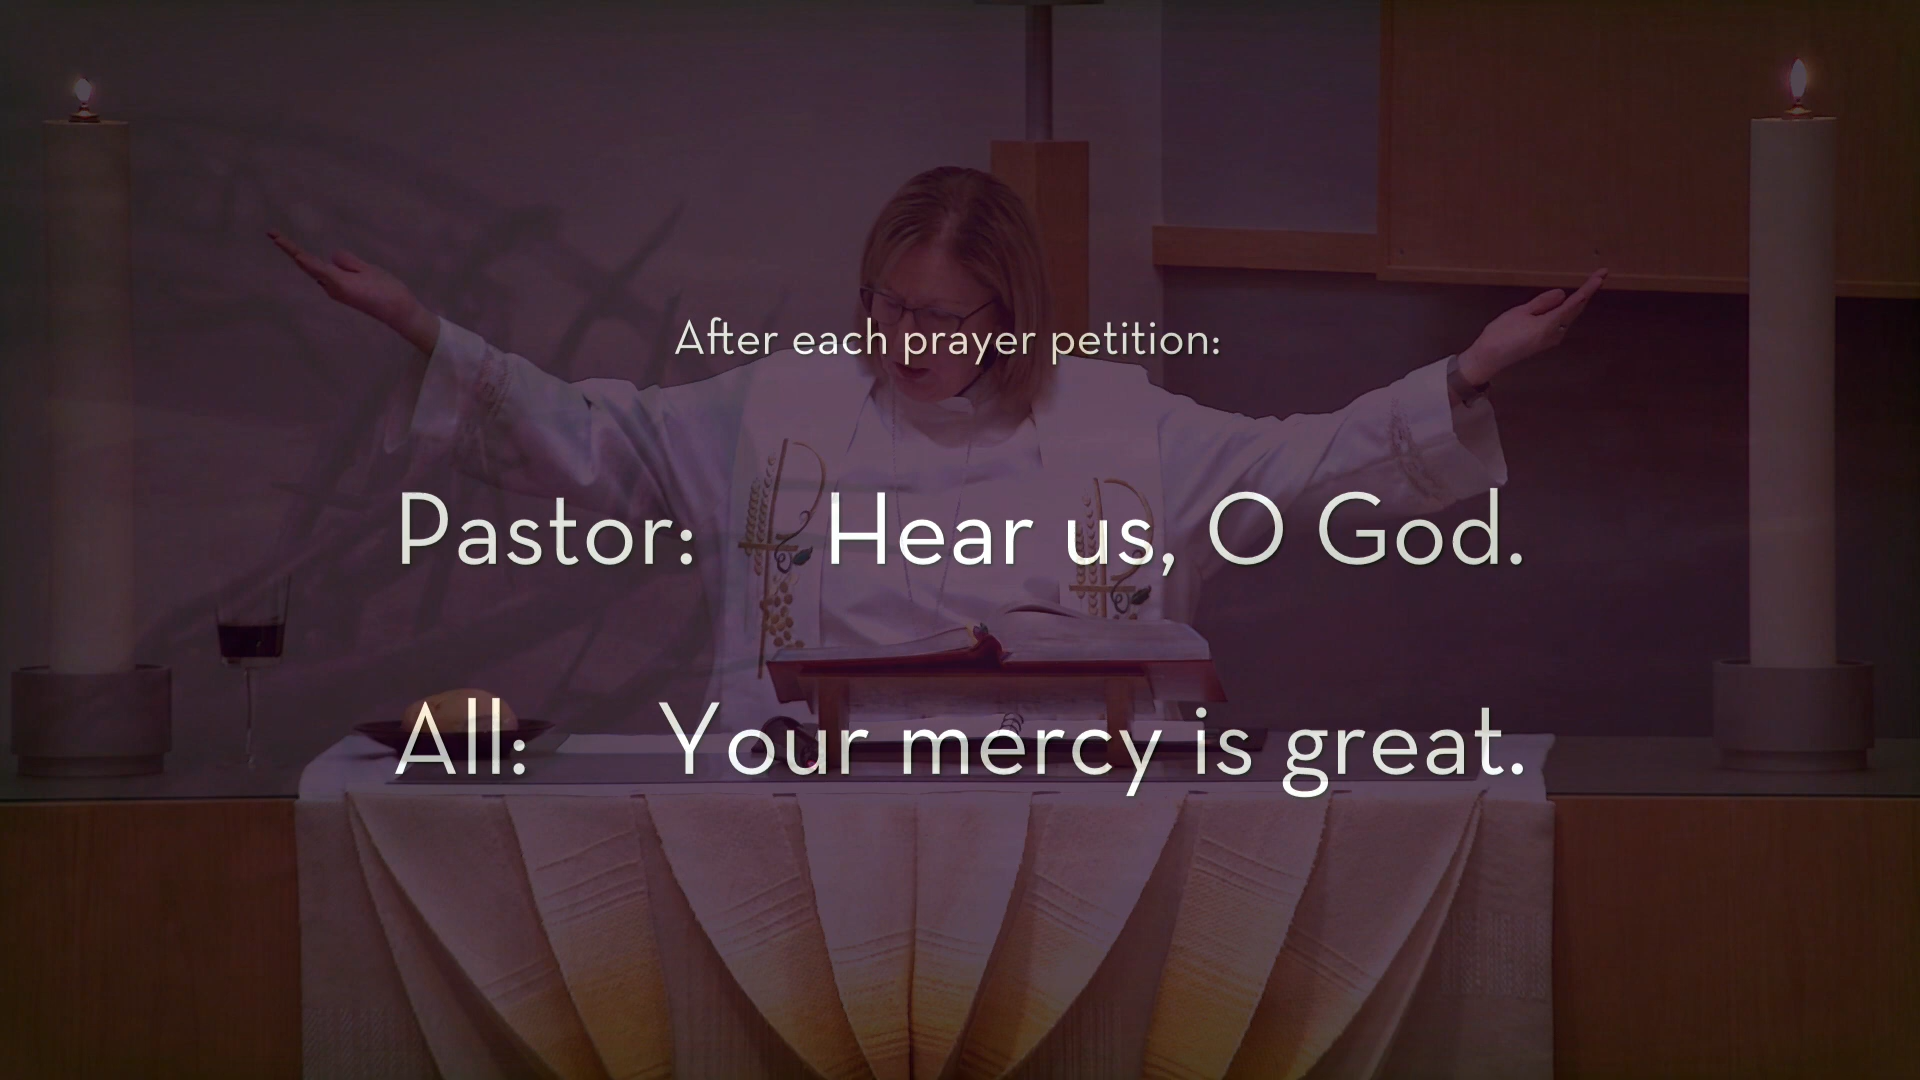 After each prayer petition:
Pastor: Hear us, O God.
All: Your mercy is great.